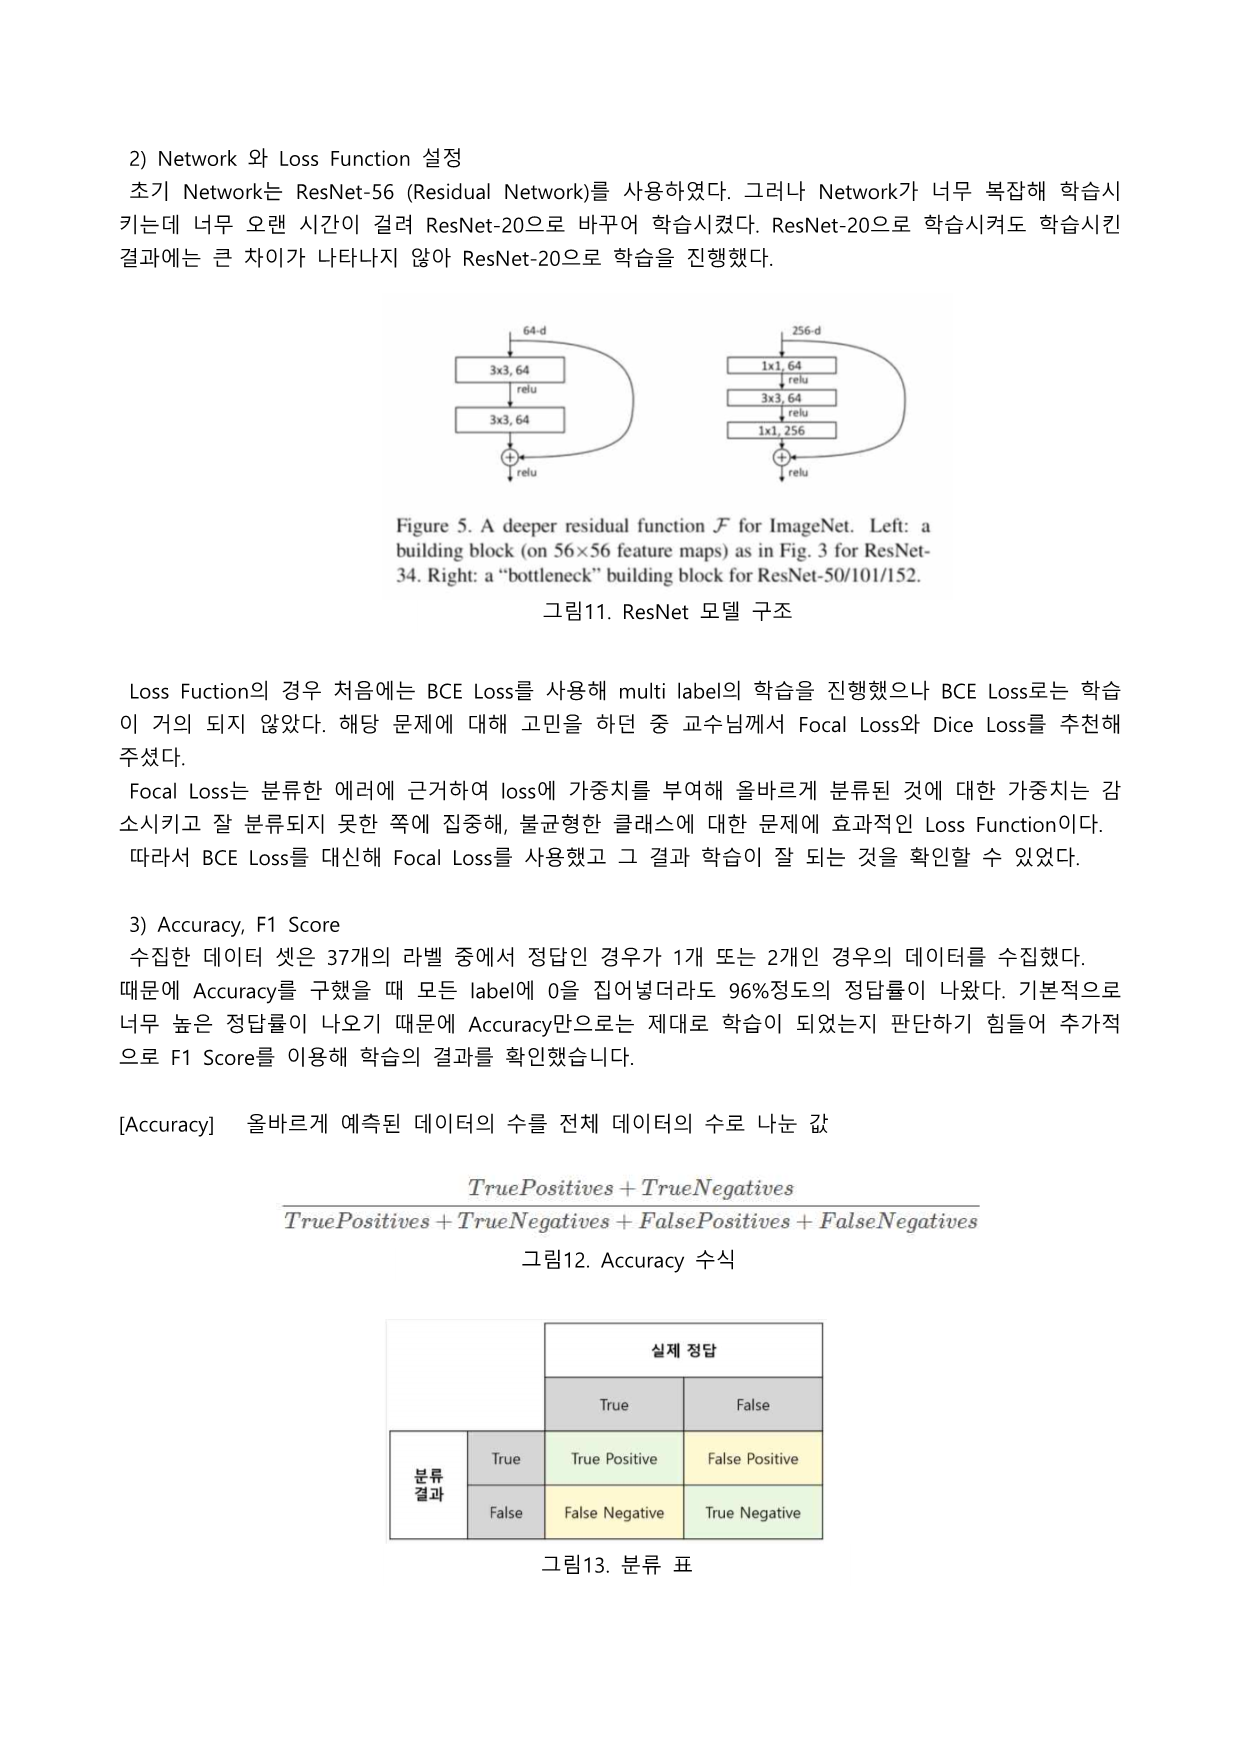 2) Network 와 Loss Function 설정
초기 Network는 ResNet-56 (Residual Network)를 사용하였다. 그러나 Network가 너무 복잡해 학습시
키는데 너무 오랜 시간이 걸려 ResNet-20으로 바꾸어 학습시켰다. ResNet-20으로 학습시켜도 학습시킨
결과에는 큰 차이가 나타나지 않아 ResNet-20으로 학습을 진행했다.
64-d
3x3, 64
relu
3x3, 64
+
relu
256-d
1x1, 64
relu
3x3, 64
relu
1x1, 256
+
relu
Figure 5. A deeper residual function F for ImageNet. Left: a
building block (on 56×56 feature maps) as in Fig. 3 for ResNet-
34. Right: a “bottleneck” building block for ResNet-50/101/152.
그림11. ResNet 모델 구조
Loss Fuction의 경우 처음에는 BCE Loss를 사용해 multi label의 학습을 진행했으나 BCE Loss로는 학습
이 거의 되지 않았다. 해당 문제에 대해 고민을 하던 중 교수님께서 Focal Loss와 Dice Loss를 추천해
주셨다.
Focal Loss는 분류한 에러에 근거하여 loss에 가중치를 부여해 올바르게 분류된 것에 대한 가중치는 감
소시키고 잘 분류되지 못한 쪽에 집중해, 불균형한 클래스에 대한 문제에 효과적인 Loss Function이다.
따라서 BCE Loss를 대신해 Focal Loss를 사용했고 그 결과 학습이 잘 되는 것을 확인할 수 있었다.
3) Accuracy, F1 Score
수집한 데이터 셋은 37개의 라벨 중에서 정답인 경우가 1개 또는 2개인 경우의 데이터를 수집했다.
때문에 Accuracy를 구했을 때 모든 label에 0을 집어넣더라도 96%정도의 정답률이 나왔다. 기본적으로
너무 높은 정답률이 나오기 때문에 Accuracy만으로는 제대로 학습이 되었는지 판단하기 힘들어 추가적
으로 F1 Score를 이용해 학습의 결과를 확인했습니다.
[Accuracy] 올바르게 예측된 데이터의 수를 전체 데이터의 수로 나눈 값
TruePositives + TrueNegatives
TruePositives + TrueNegatives + FalsePositives + FalseNegatives
그림12. Accuracy 수식
실제 정답
True False
분류
결과
True True Positive False Positive
False False Negative True Negative
그림13. 분류 표